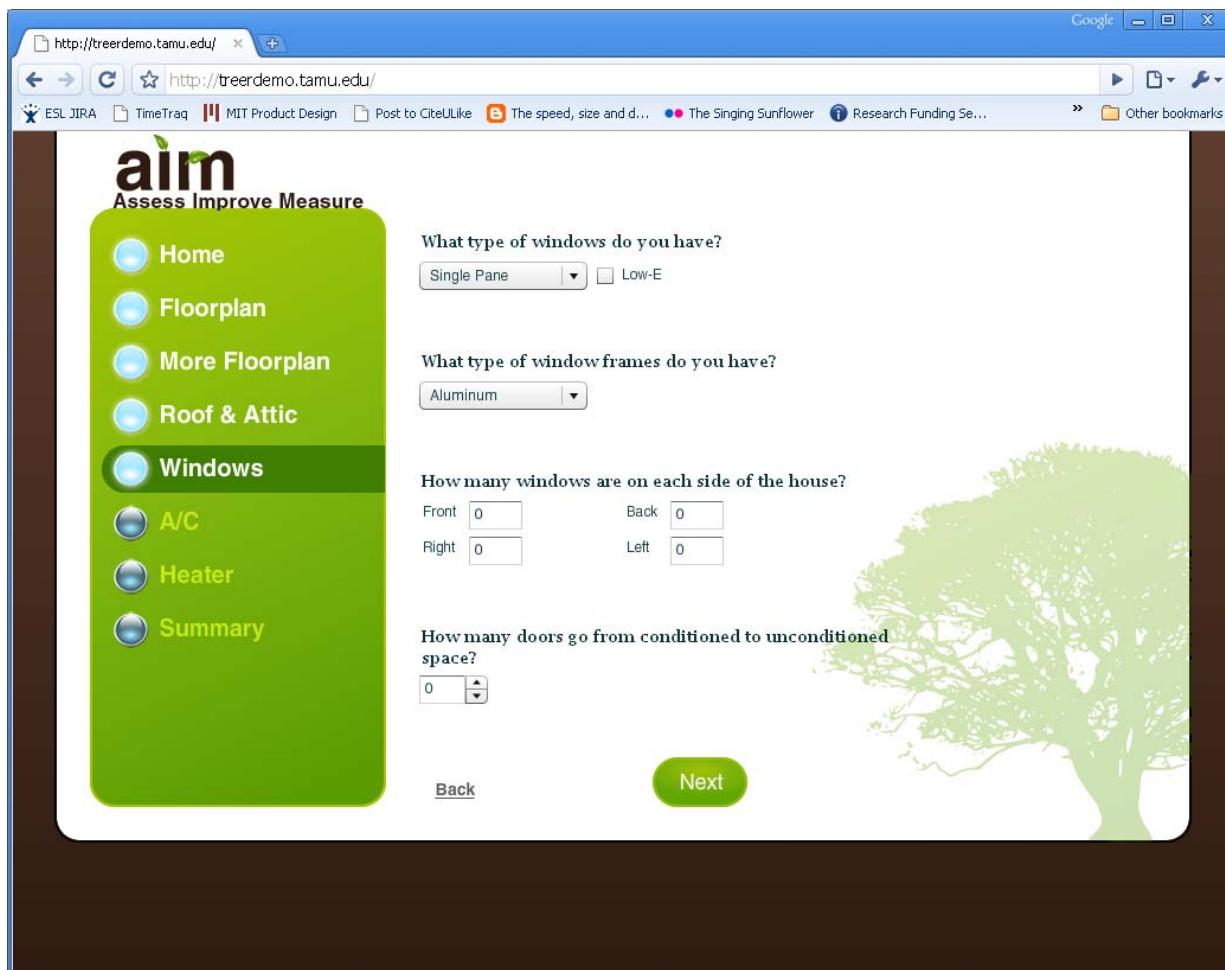 Google
http://treerdemo.tamu.edu/
http://treerdemo.tamu.edu/
ESL JIRA TimeTraq MIT Product Design Post to CiteULike The speed, size and d... The Singing Sunflower Research Funding Se... » Other bookmarks
aim
Assess Improve Measure
Home
Floorplan
More Floorplan
Roof & Attic
Windows
A/C
Heater
Summary
What type of windows do you have?
Single Pane Low-E
What type of window frames do you have?
Aluminum
How many windows are on each side of the house?
Front 0 Back 0
Right 0 Left 0
How many doors go from conditioned to unconditioned
space?
0
Back Next